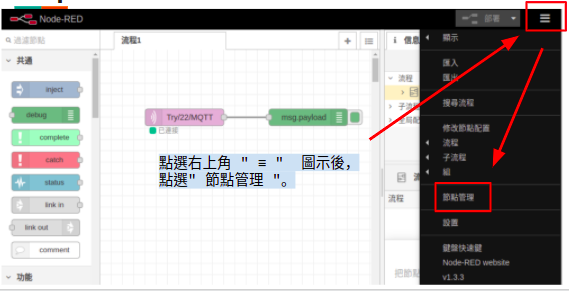 Node-RED
部署
過濾節點
流程1
i 信息
顯示
共通
匯入
匯出
inject
流程
debug
子流程
搜尋流程
Try/22/MQTT
msg.payload
全局配
已連接
complete
修改節點配置
流程
catch
點選右上角 " ≡ " 圖示後,
子流程
status
點選" 節點管理 "。
組
流
link in
流程
節點管理
link out
設置
comment
鍵盤快速鍵
Node-RED website
功能
把節點
v1.3.3